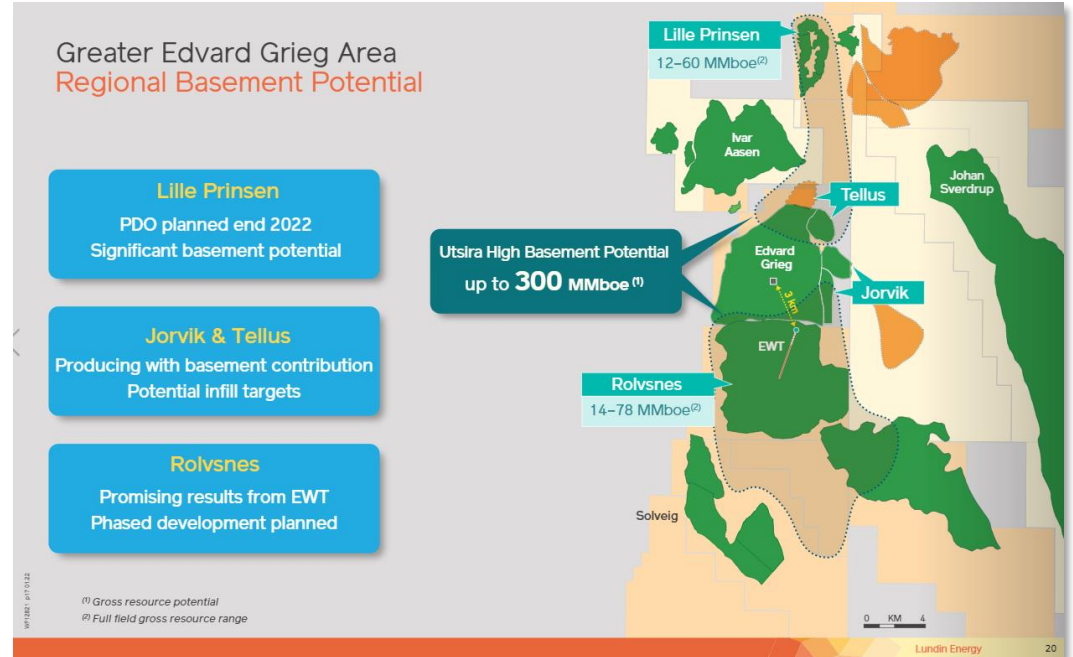 Greater Edvard Grieg Area
Regional Basement Potential
Lille Prinsen
PDO planned end 2022
Significant basement potential
Jorvik & Tellus
Producing with basement contribution
Potential infill targets
Rolvsnes
Promising results from EWT
Phased development planned
Utsira High Basement Potential
up to 300 MMboe (1)
Lille Prinsen
12–60 MMboe(2)
Ivar
Aasen
Johan
Sverdrup
Tellus
Edvard
Grieg
Jorvik
3 km
EWT
Rolvsnes
14–78 MMboe(2)
Solveig
(1) Gross resource potential
(2) Full field gross resource range
0 KM 4
WF12821 p17 01.22
Lundin Energy 20